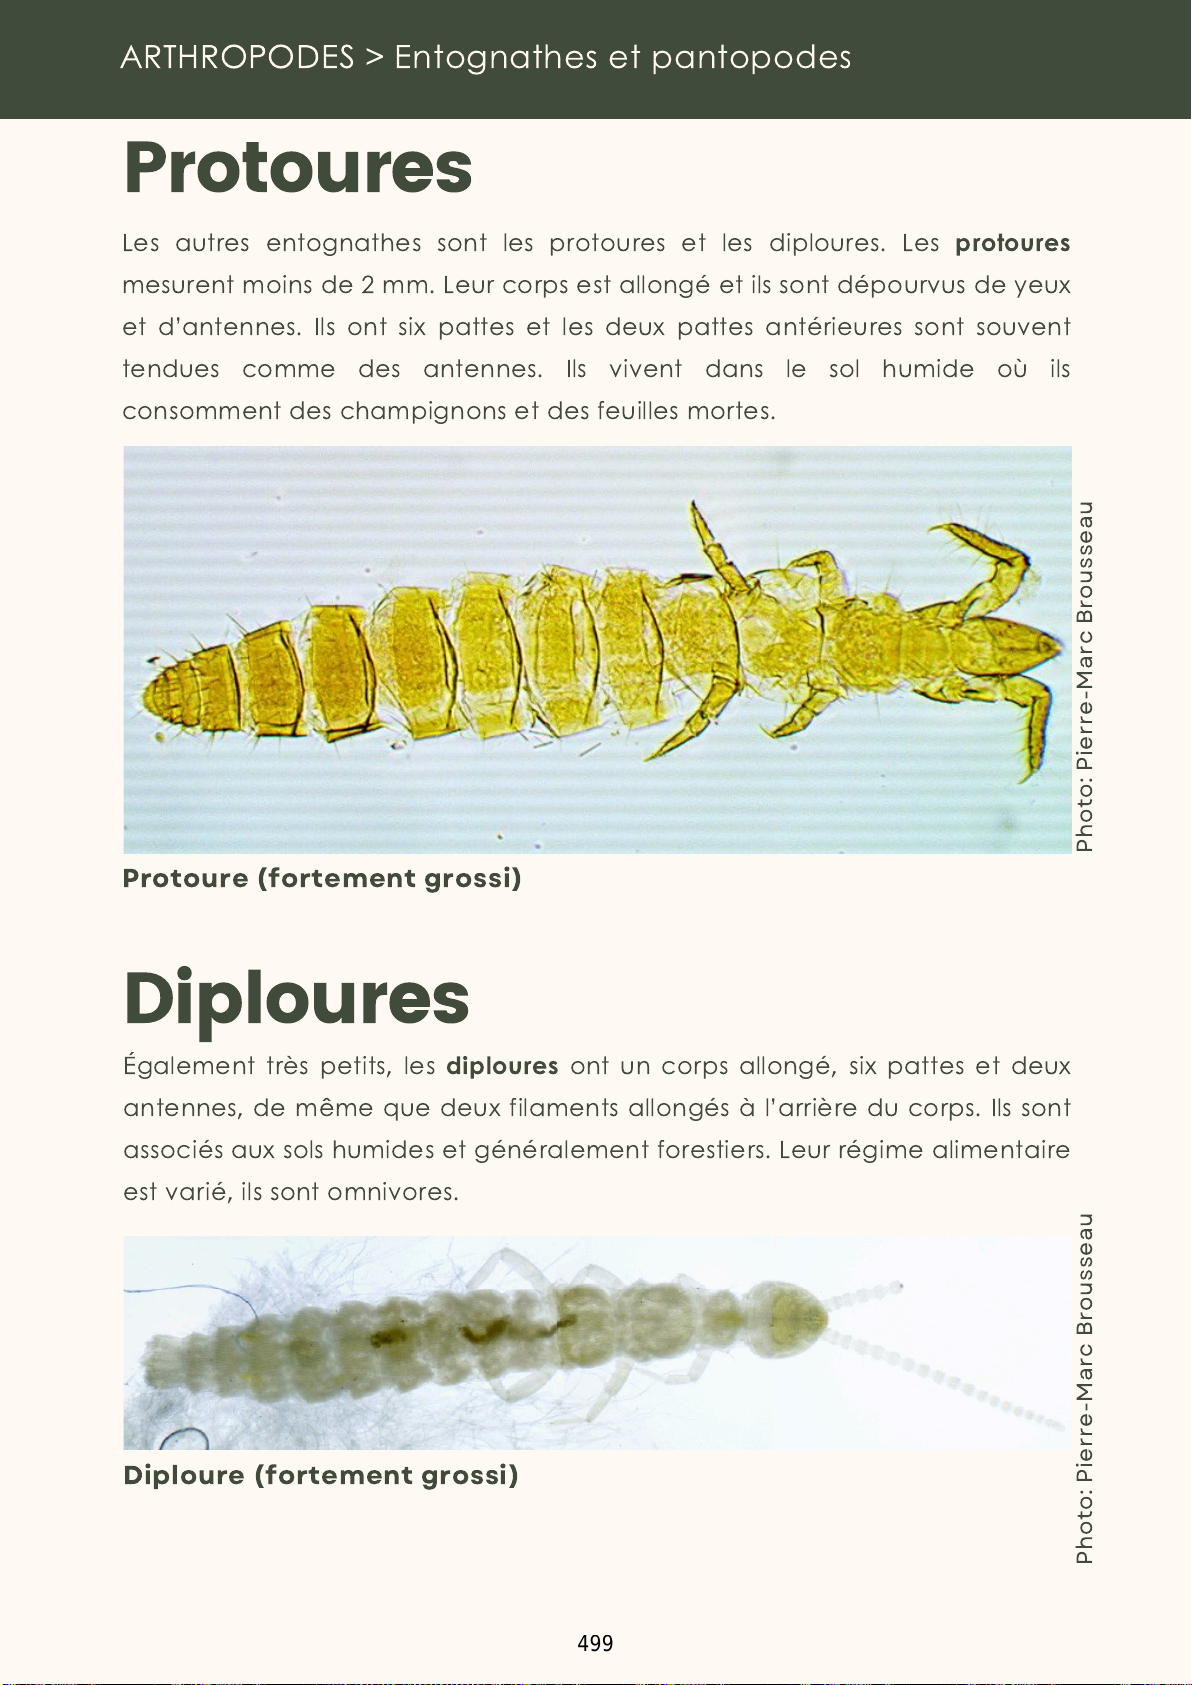 ARTHROPODES > Entognathes et pantopodes
Protoures
Les autres entognathes sont les protoures et les diploures. Les protoures
mesurent moins de 2 mm. Leur corps est allongé et ils sont dépourvus de yeux
et d’antennes. Ils ont six pattes et les deux pattes antérieures sont souvent
tendues comme des antennes. Ils vivent dans le sol humide où ils
consomment des champignons et des feuilles mortes.
Photo: Pierre-Marc Brousseau
Protoure (fortement grossi)
Diploures
Également très petits, les diploures ont un corps allongé, six pattes et deux
antennes, de même que deux filaments allongés à l’arrière du corps. Ils sont
associés aux sols humides et généralement forestiers. Leur régime alimentaire
est varié, ils sont omnivores.
Photo: Pierre-Marc Brousseau
Diploure (fortement grossi)
499